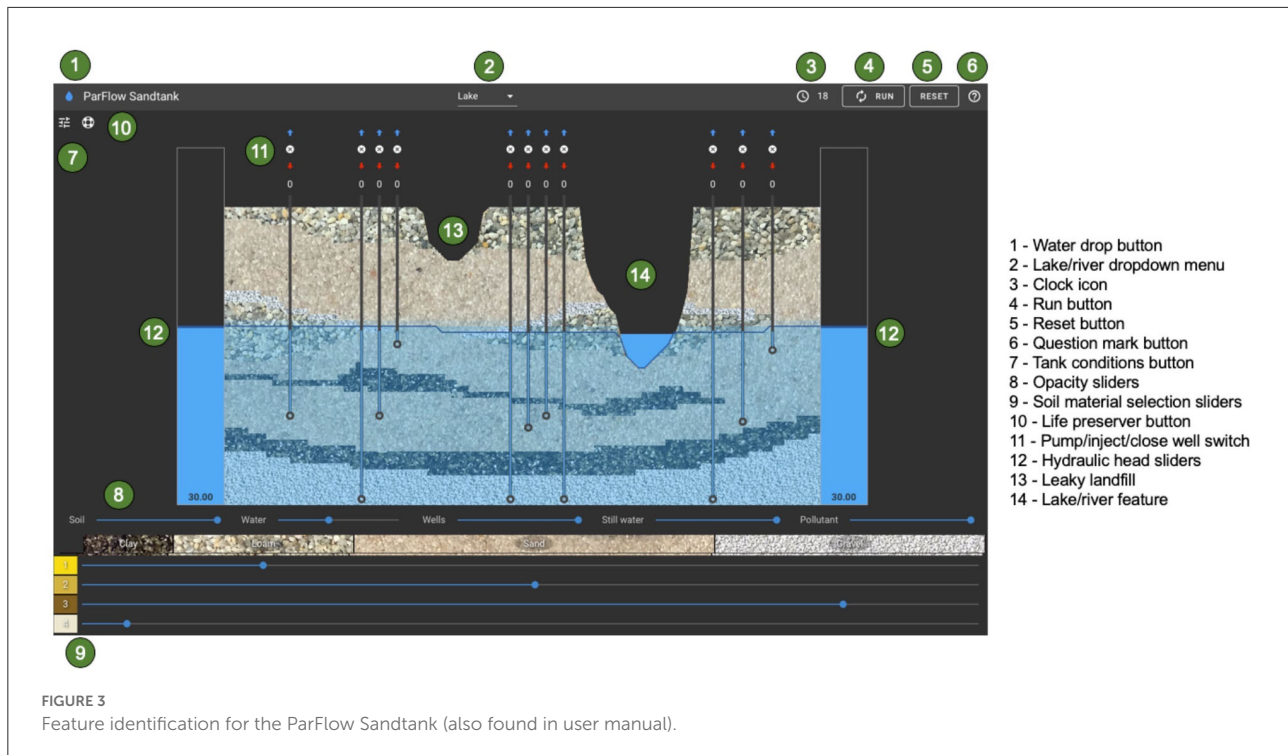 1
2
3
4
5
6
ParFlow Sandtank
Lake
18
RUN
RESET
10
7
11
0 0 0 0 0 0 0 0 0 0 0
13
14
12
12
30.00
30.00
8
Soil
Water
Wells
Still water
Pollutant
Clay
Loam
Sand
Gravel
1
2
3
4
9
1 - Water drop button
2 - Lake/river dropdown menu
3 - Clock icon
4 - Run button
5 - Reset button
6 - Question mark button
7 - Tank conditions button
8 - Opacity sliders
9 - Soil material selection sliders
10 - Life preserver button
11 - Pump/inject/close well switch
12 - Hydraulic head sliders
13 - Leaky landfill
14 - Lake/river feature
FIGURE 3
Feature identification for the ParFlow Sandtank (also found in user manual).